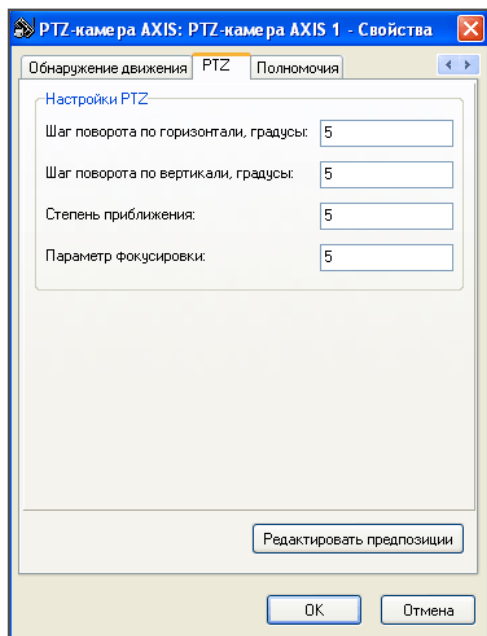 PTZ-камера AXIS: PTZ-камера AXIS 1 - Свойства
Обнаружение движения PTZ Полномочия
Настройки PTZ
Шаг поворота по горизонтали, градусы: 5
Шаг поворота по вертикали, градусы: 5
Степень приближения: 5
Параметр фокусировки: 5
Редактировать предпозиции
OK Отмена